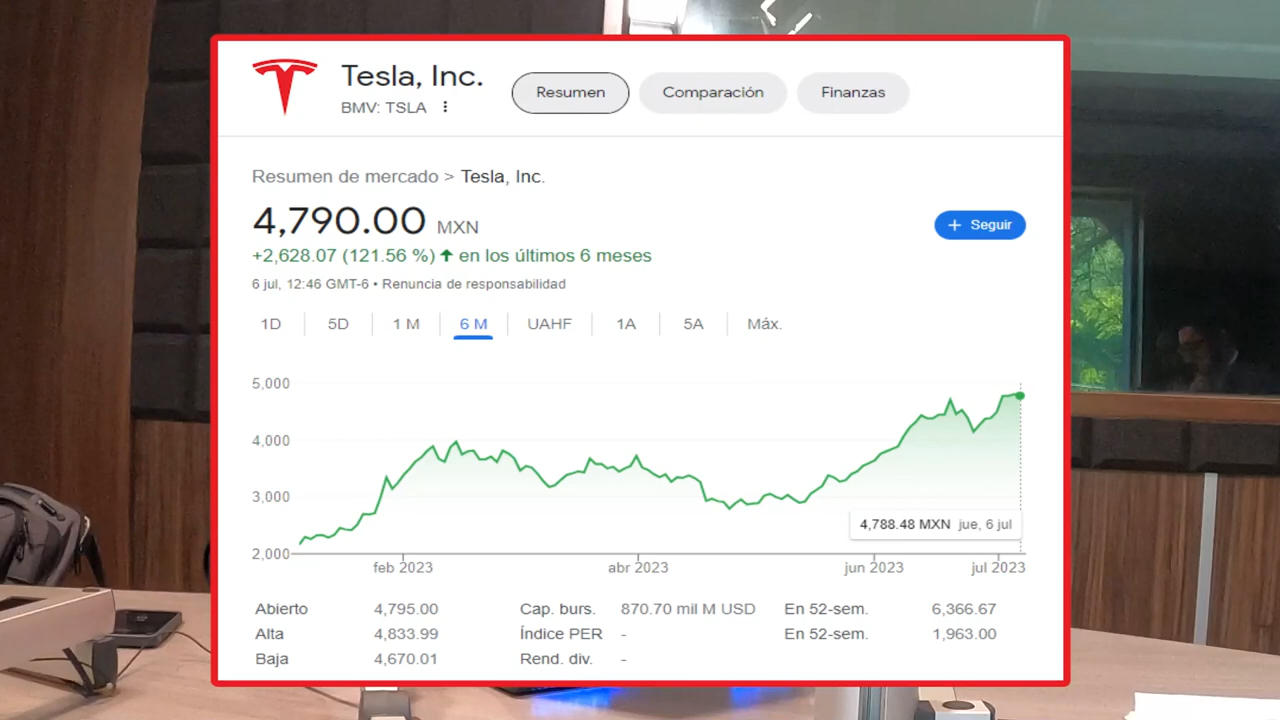 Tesla, Inc.
BMV: TSLA
Resumen
Comparación
Finanzas
Resumen de mercado > Tesla, Inc.
4,790.00 MXN
+ Seguir
+2,628.07 (121.56 %) ↑ en los últimos 6 meses
6 jul, 12:46 GMT-6 • Renuncia de responsabilidad
1D 5D 1 M 6 M UAHF 1A 5A Máx.
5,000
4,000
3,000
2,000
4,788.48 MXN jue, 6 jul
feb 2023 abr 2023 jun 2023 jul 2023
Abierto 4,795.00 Cap. burs. 870.70 mil M USD En 52-sem. 6,366.67
Alta 4,833.99 Índice PER - En 52-sem. 1,963.00
Baja 4,670.01 Rend. div. -